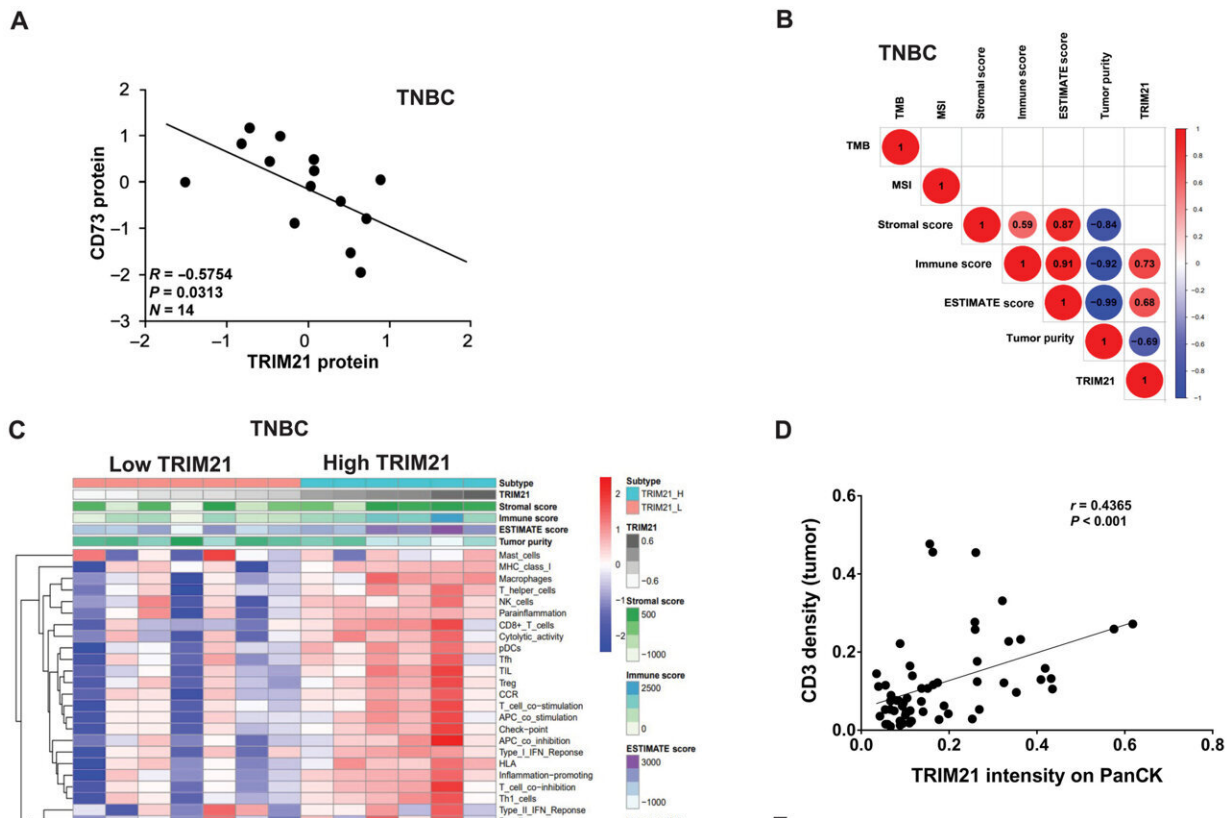 A
TNBC
CD73 protein
2
1
0
−1
−2
−3
R = −0.5754
P = 0.0313
N = 14
−2
−1
0
1
2
TRIM21 protein
B
TNBC
TMB
MSI
Stromal score
Immune score
ESTIMATE score
Tumor purity
TRIM21
TMB
1
MSI
1
Stromal score
1
0.59
0.87
−0.84
Immune score
1
0.91
−0.92
0.73
ESTIMATE score
1
−0.99
0.68
Tumor purity
1
−0.69
TRIM21
1
1
0.8
0.6
0.4
0.2
0
−0.2
−0.4
−0.6
−0.8
−1
C
TNBC
Low TRIM21
High TRIM21
Subtype
TRIM21
Stromal score
Immune score
ESTIMATE score
Tumor purity
Mast_cells
MHC_class_I
Macrophages
T_helper_cells
NK_cells
Parainflammation
CD8+_T_cells
Cytolytic_activity
pDCs
Tfh
TIL
Treg
CCR
T_cell_co−stimulation
APC_co_stimulation
Check−point
APC_co_inhibition
Type_I_IFN_Reponse
HLA
Inflammation−promoting
T_cell_co−inhibition
Th1_cells
Type_II_IFN_Reponse
2
1
0
−1
−2
Subtype
TRIM21_H
TRIM21_L
TRIM21
0.6
−0.6
Stromal score
500
−1000
Immune score
2500
0
ESTIMATE score
3000
−1000
D
r = 0.4365
P < 0.001
CD3 density (tumor)
0.6
0.4
0.2
0.0
0.0
0.2
0.4
0.6
0.8
TRIM21 intensity on PanCK